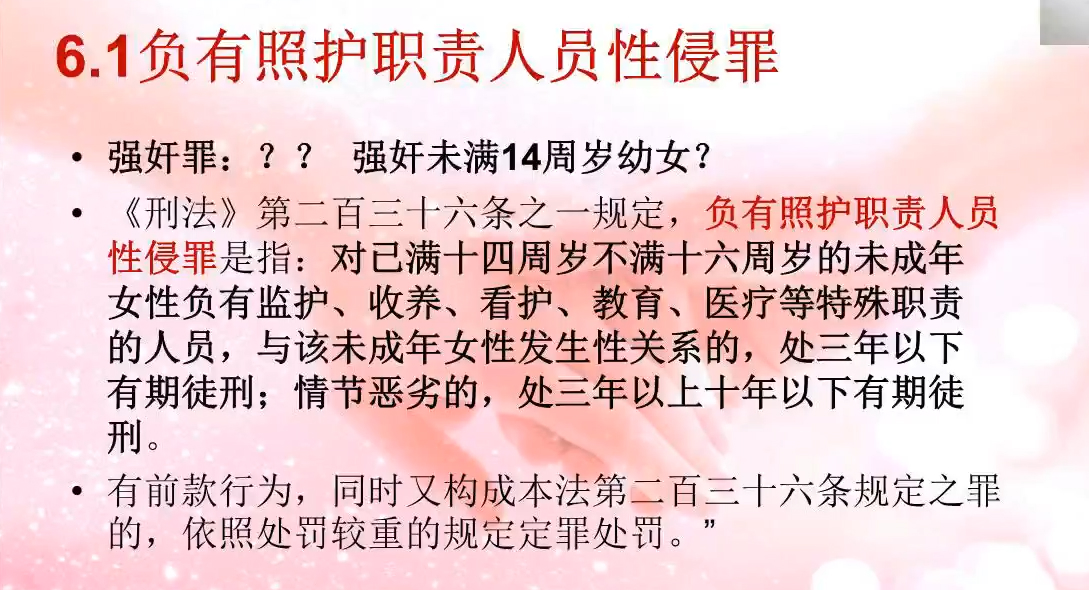 6.1负有照护职责人员性侵罪
• 强奸罪：？？ 强奸未满14周岁幼女？
• 《刑法》第二百三十六条之一规定，负有照护职责人员
性侵罪是指：对已满十四周岁不满十六周岁的未成年
女性负有监护、收养、看护、教育、医疗等特殊职责
的人员，与该未成年女性发生性关系的，处三年以下
有期徒刑；情节恶劣的，处三年以上十年以下有期徒
刑。
• 有前款行为，同时又构成本法第二百三十六条规定之罪
的，依照处罚较重的规定定罪处罚。”